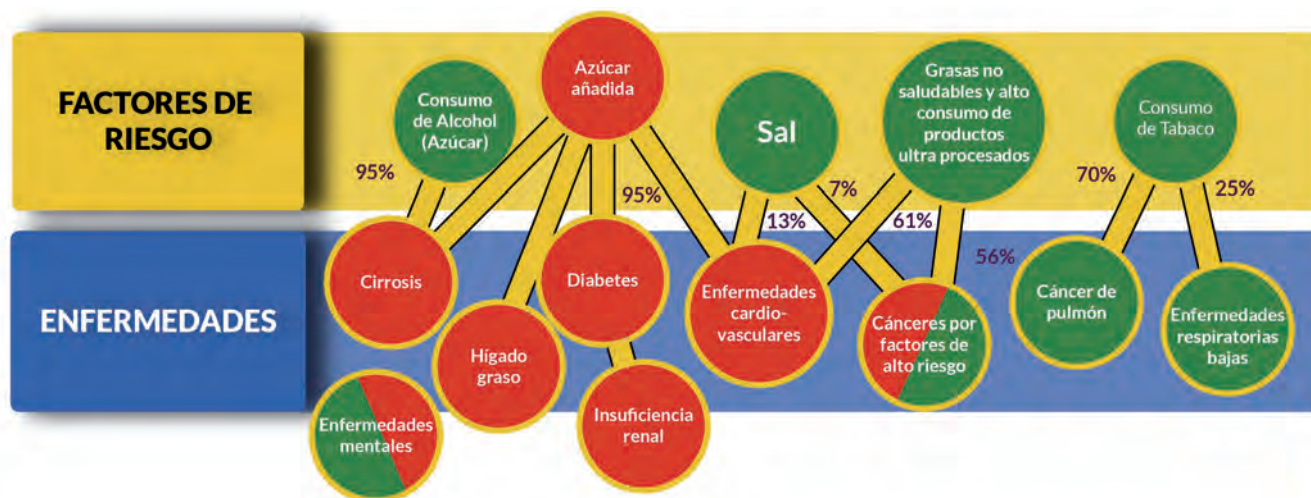 FACTORES DE
RIESGO
Consumo
de Alcohol
(Azúcar)
Azúcar
añadida
Sal
Grasas no
saludables y alto
consumo de
productos
ultra procesados
Consumo
de Tabaco
95%
95%
7%
13%
61%
56%
70%
25%
ENFERMEDADES
Cirrosis
Hígado
graso
Diabetes
Enfermedades
cardio-
vasculares
Cánceres por
factores de
alto riesgo
Cáncer de
pulmón
Enfermedades
respiratorias
bajas
Enfermedades
mentales
Insuficiencia
renal